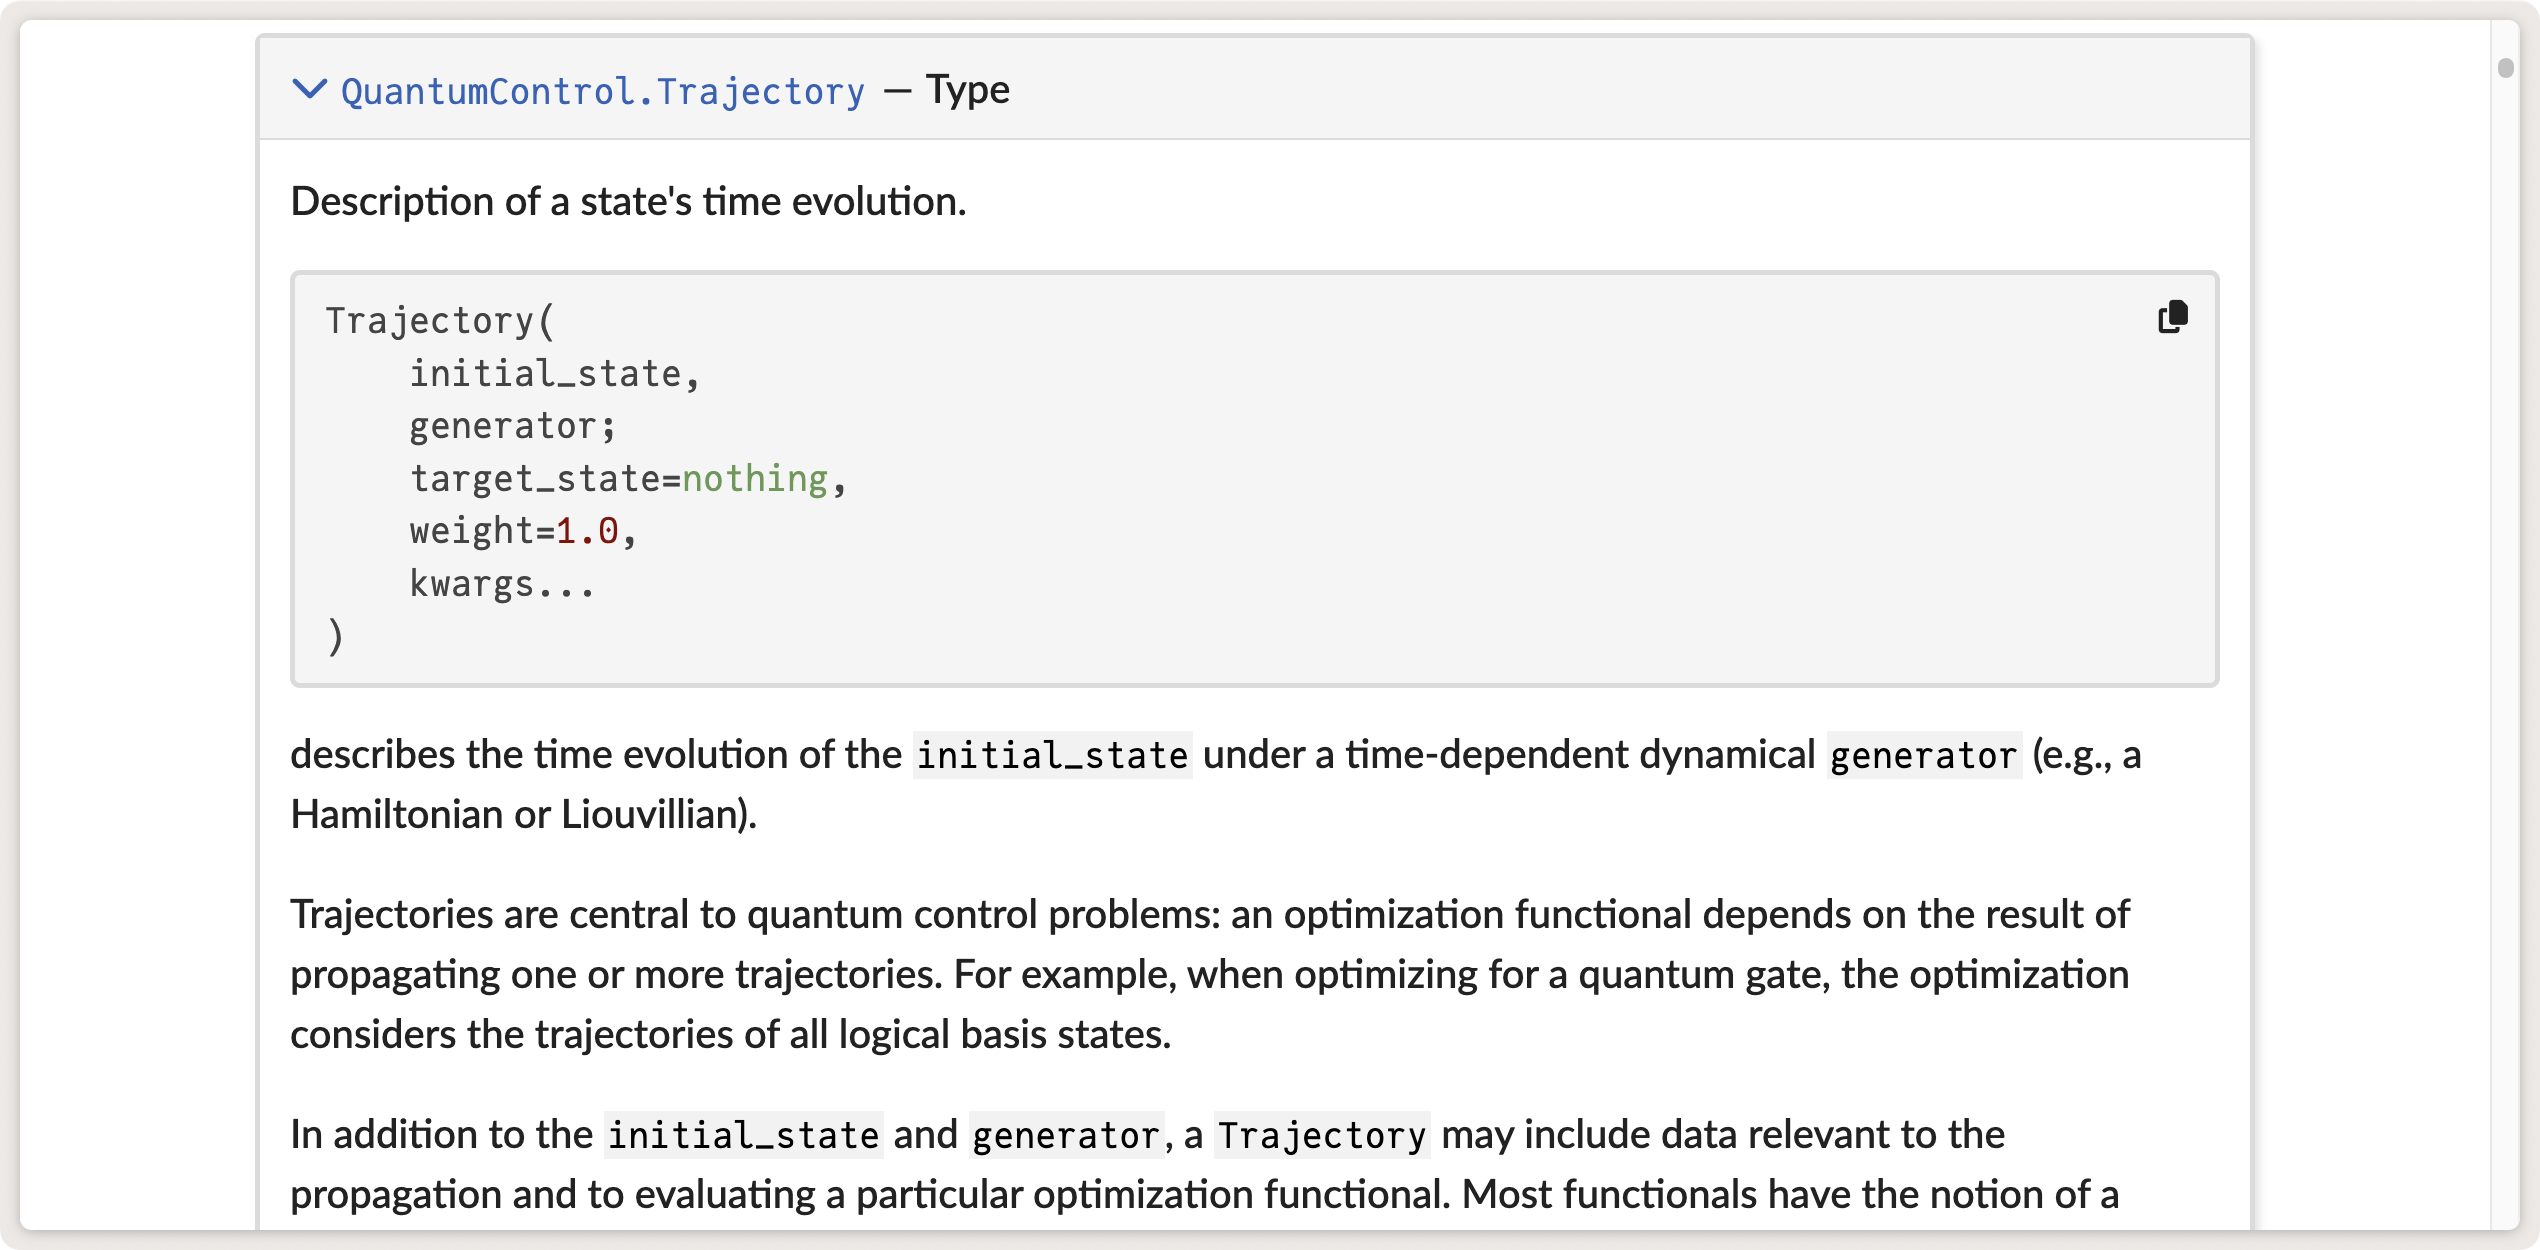 QuantumControl.Trajectory — Type
Description of a state's time evolution.
Trajectory(
    initial_state,
    generator;
    target_state=nothing,
    weight=1.0,
    kwargs...
)
describes the time evolution of the initial_state under a time-dependent dynamical generator (e.g., a
Hamiltonian or Liouvillian).
Trajectories are central to quantum control problems: an optimization functional depends on the result of
propagating one or more trajectories. For example, when optimizing for a quantum gate, the optimization
considers the trajectories of all logical basis states.
In addition to the initial_state and generator, a Trajectory may include data relevant to the
propagation and to evaluating a particular optimization functional. Most functionals have the notion of a